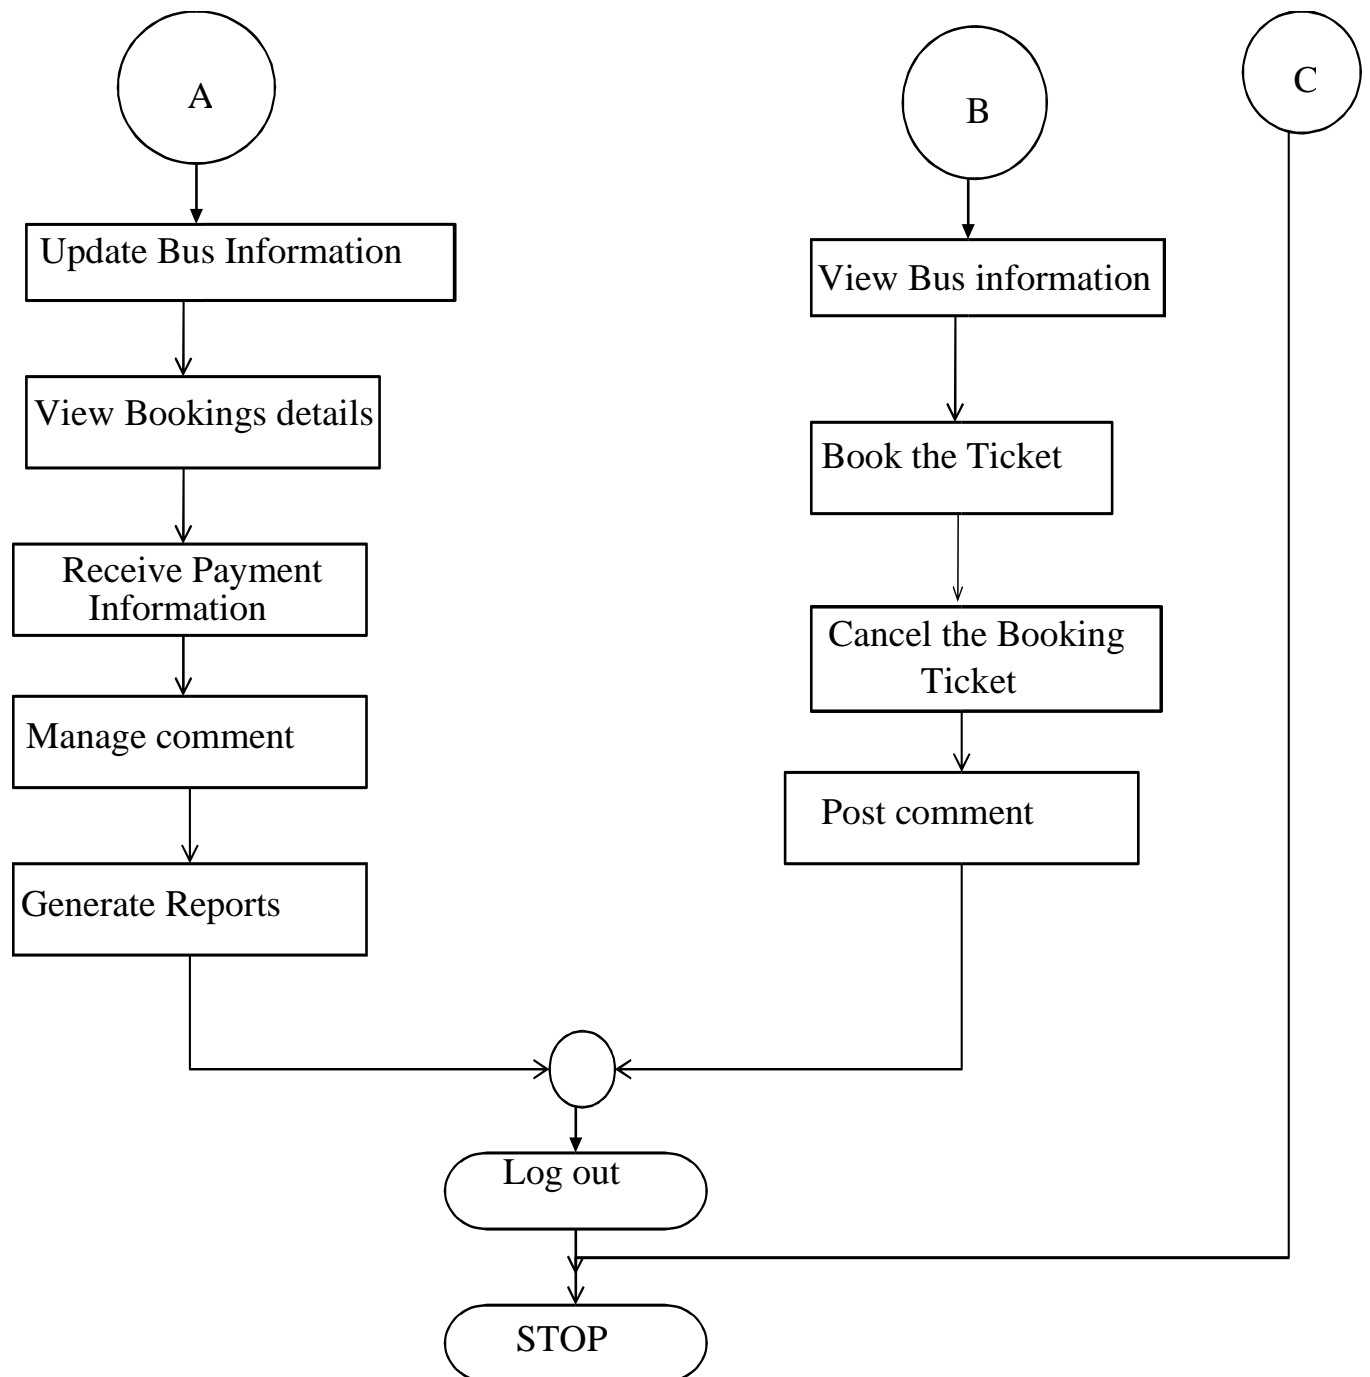 A
B
C
Update Bus Information
View Bus information
View Bookings details
Book the Ticket
Receive Payment
Information
Cancel the Booking
Ticket
Manage comment
Post comment
Generate Reports
Log out
STOP